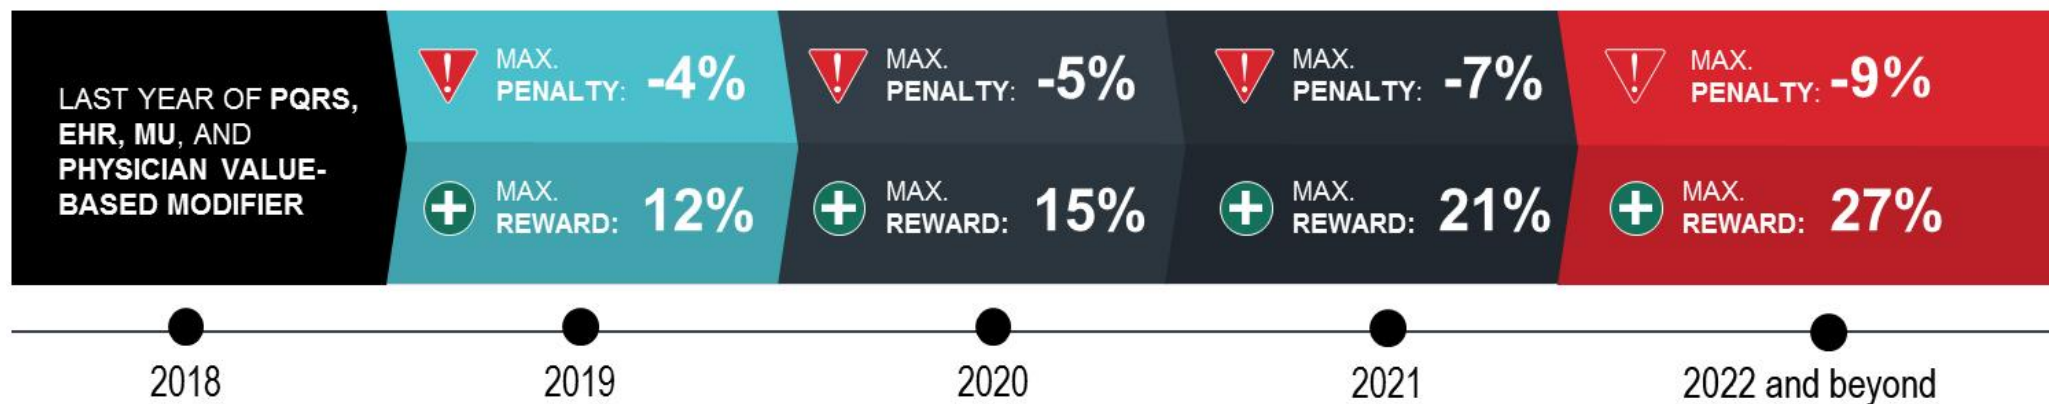 LAST YEAR OF PQRS,
EHR, MU, AND
PHYSICIAN VALUE-
BASED MODIFIER
MAX.
PENALTY: -4%
MAX.
REWARD: 12%
MAX.
PENALTY: -5%
MAX.
REWARD: 15%
MAX.
PENALTY: -7%
MAX.
REWARD: 21%
MAX.
PENALTY: -9%
MAX.
REWARD: 27%
2018
2019
2020
2021
2022 and beyond